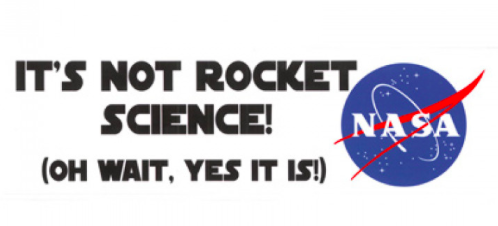 IT'S NOT ROCKET
SCIENCE!
(OH WAIT, YES IT IS!)
NASA